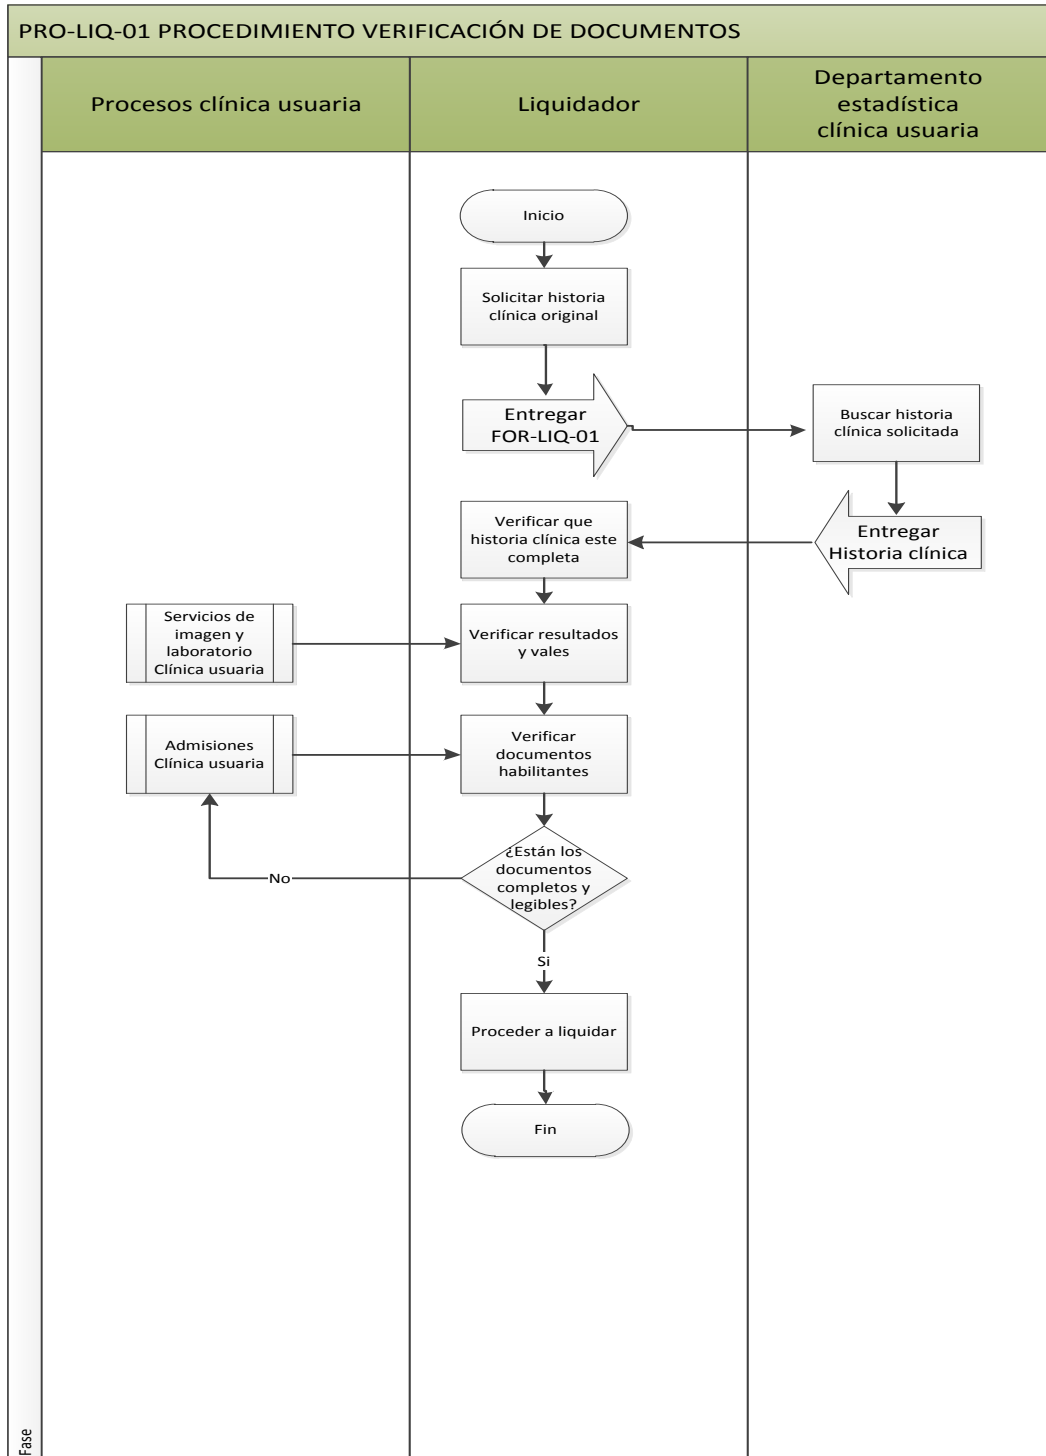 PRO-LIQ-01 PROCEDIMIENTO VERIFICACIÓN DE DOCUMENTOS
Procesos clínica usuaria
Liquidador
Departamento
estadística
clínica usuaria
Inicio
Solicitar historia
clínica original
Entregar
FOR-LIQ-01
Buscar historia
clínica solicitada
Entregar
Historia clínica
Verificar que
historia clínica este
completa
Servicios de
imagen y
laboratorio
Clínica usuaria
Verificar resultados
y vales
Admisiones
Clínica usuaria
Verificar
documentos
habilitantes
¿Están los
documentos
completos y
legibles?
No
Si
Proceder a liquidar
Fin
Fase